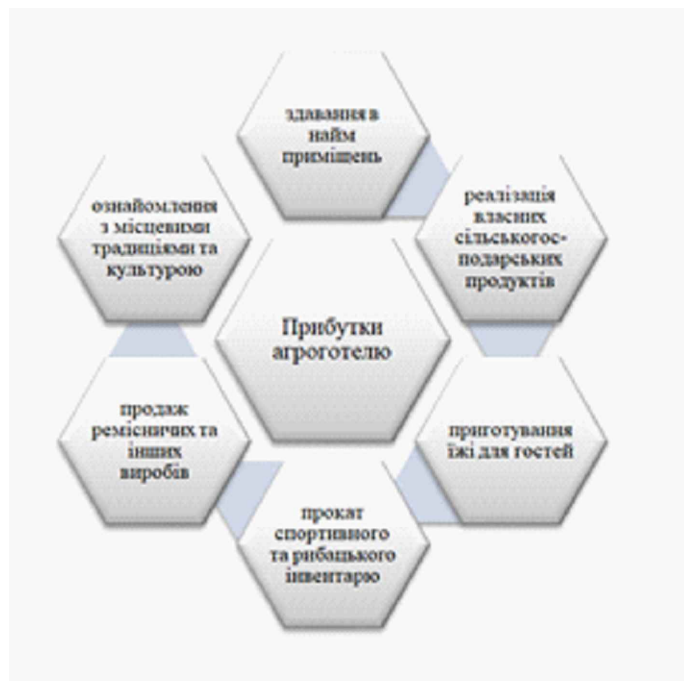 здавання в
найм
приміщень
реалізація
власних
сільськогос-
подарських
продуктів
приготування
їжі для гостей
прокат
спортивного
та рибацького
інвентарю
продаж
ремісничих та
інших
виробів
ознайомлення
з місцевими
традиціями та
культурою
Прибутки
агроготелю